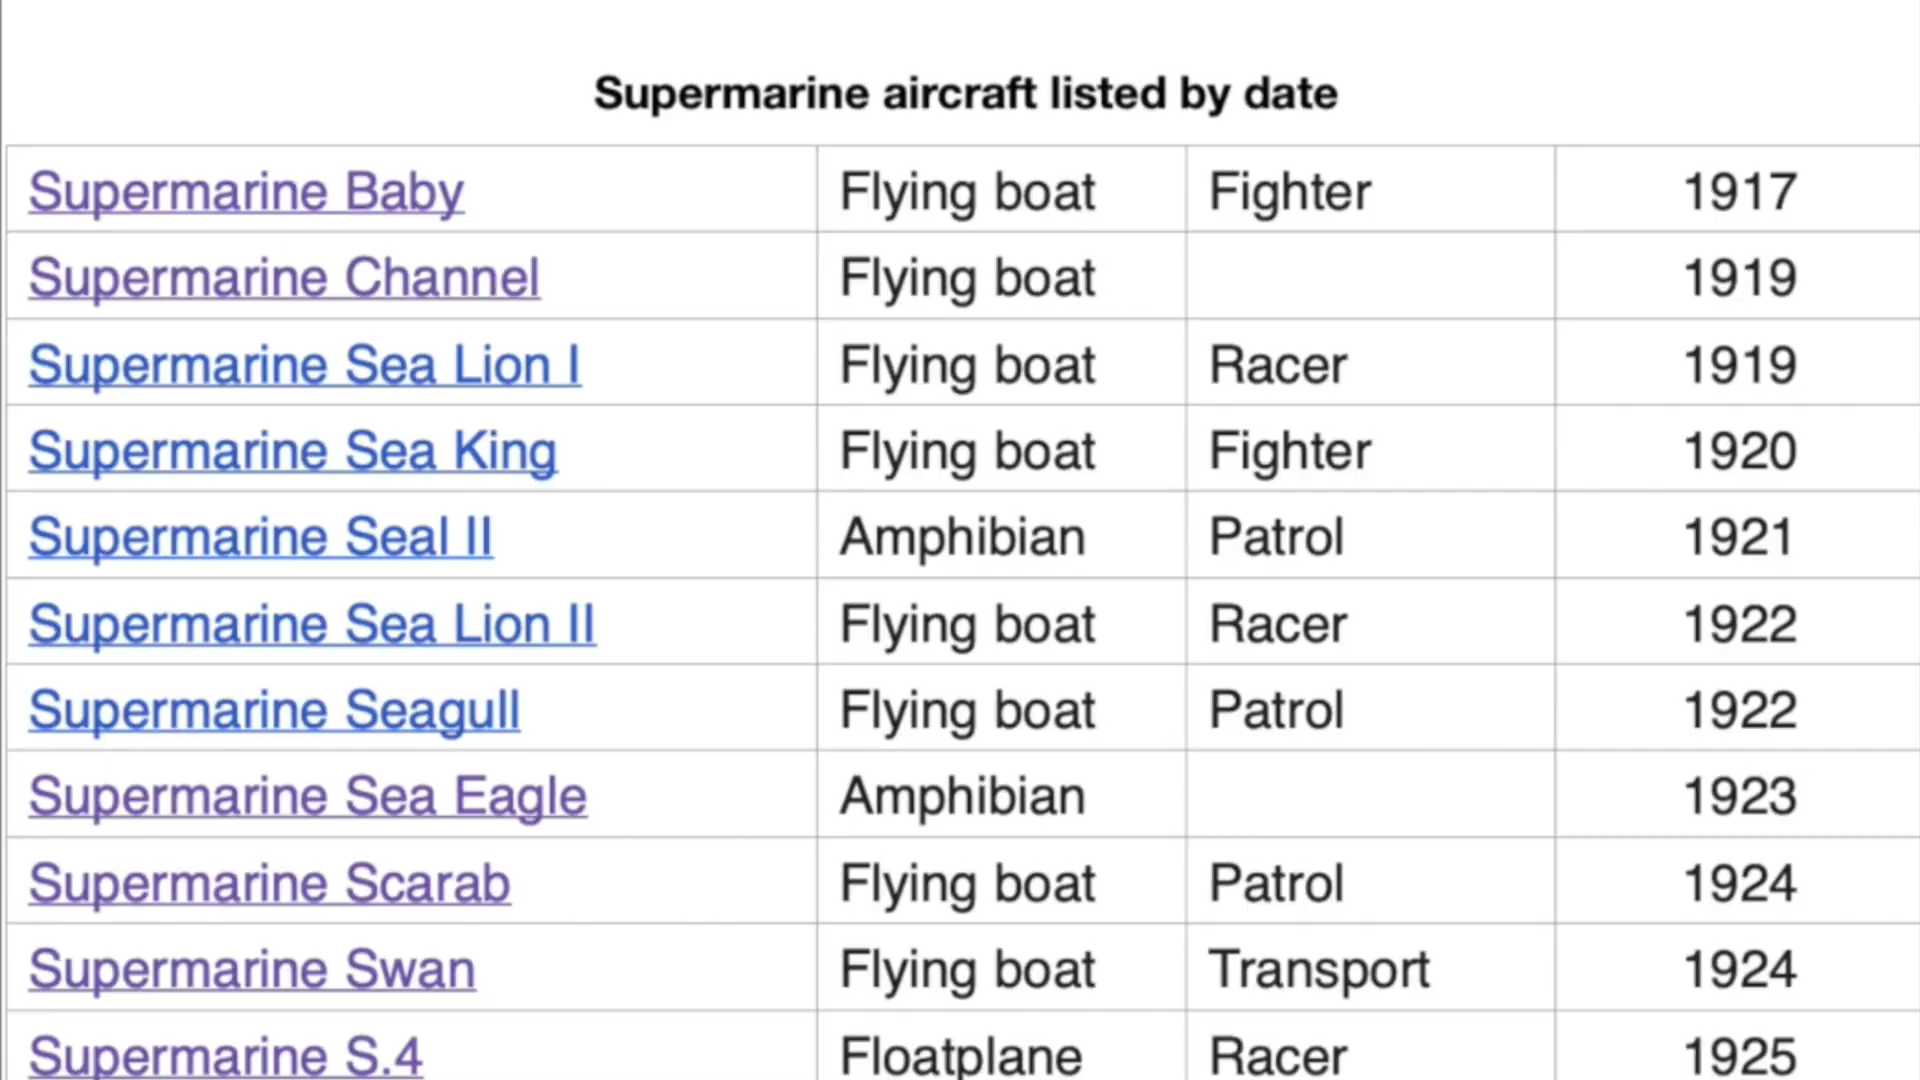 Supermarine aircraft listed by date
Supermarine Baby Flying boat Fighter 1917
Supermarine Channel Flying boat 1919
Supermarine Sea Lion I Flying boat Racer 1919
Supermarine Sea King Flying boat Fighter 1920
Supermarine Seal II Amphibian Patrol 1921
Supermarine Sea Lion II Flying boat Racer 1922
Supermarine Seagull Flying boat Patrol 1922
Supermarine Sea Eagle Amphibian 1923
Supermarine Scarab Flying boat Patrol 1924
Supermarine Swan Flying boat Transport 1924
Supermarine S.4 Floatplane Racer 1925